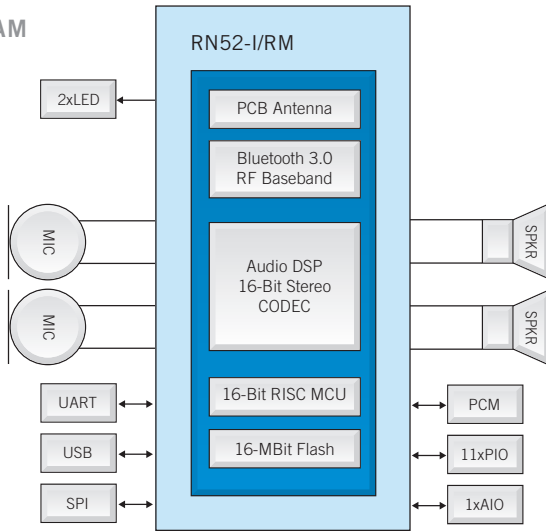 AM
RN52-I/RM
2xLED
PCB Antenna
Bluetooth 3.0
RF Baseband
MIC
SPKR
Audio DSP
16-Bit Stereo
CODEC
MIC
SPKR
UART
16-Bit RISC MCU
PCM
USB
16-MBit Flash
11xPIO
SPI
1xAIO